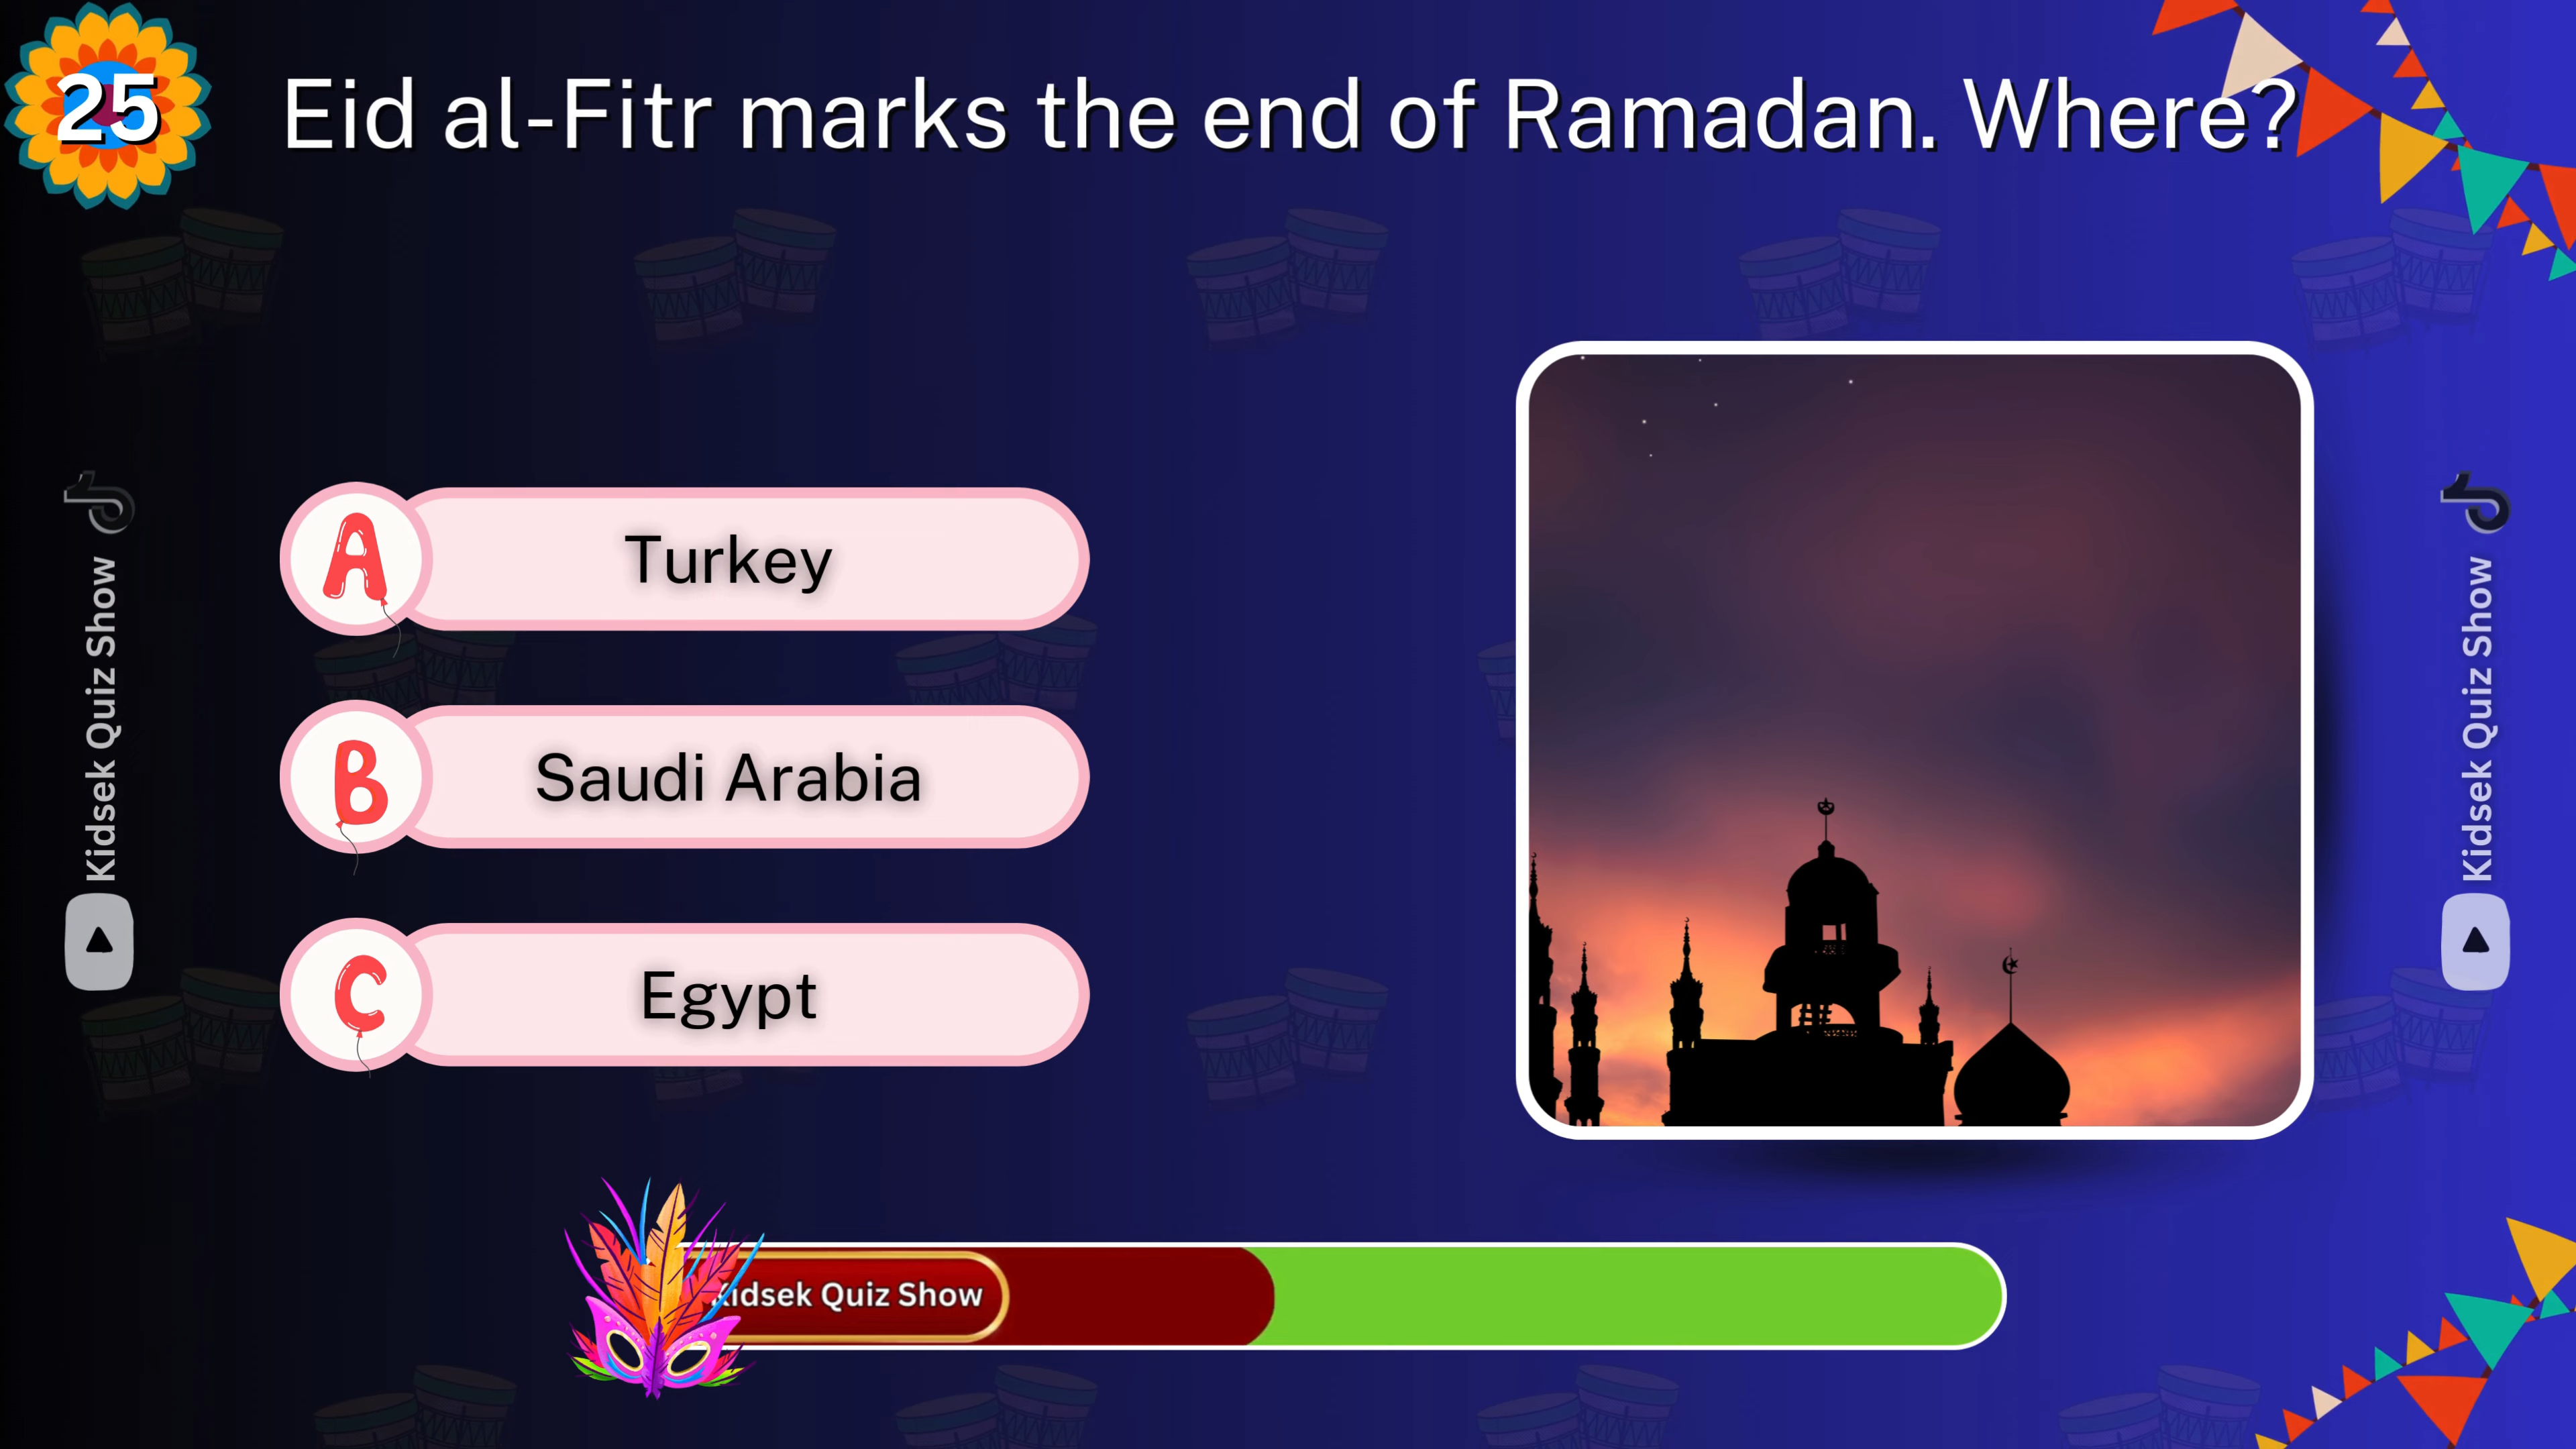 25
Eid al-Fitr marks the end of Ramadan. Where?
A
Turkey
B
Saudi Arabia
C
Egypt
Kidsek Quiz Show
Kidsek Quiz Show
Kidsek Quiz Show